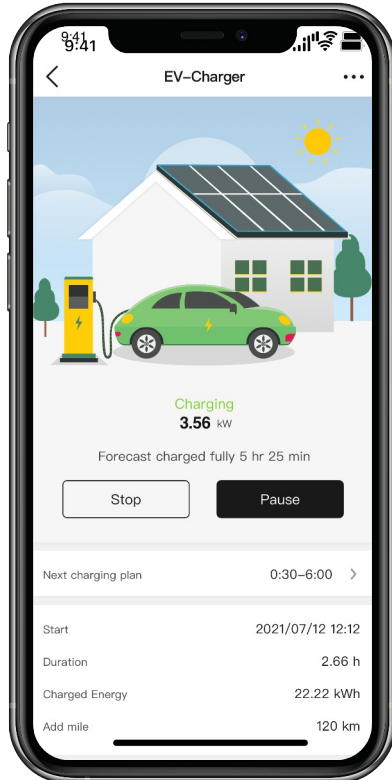 9:41
9:41
EV-Charger
Charging
3.56 kW
Forecast charged fully 5 hr 25 min
Stop
Pause
Next charging plan 0:30-6:00
Start 2021/07/12 12:12
Duration 2.66 h
Charged Energy 22.22 kWh
Add mile 120 km